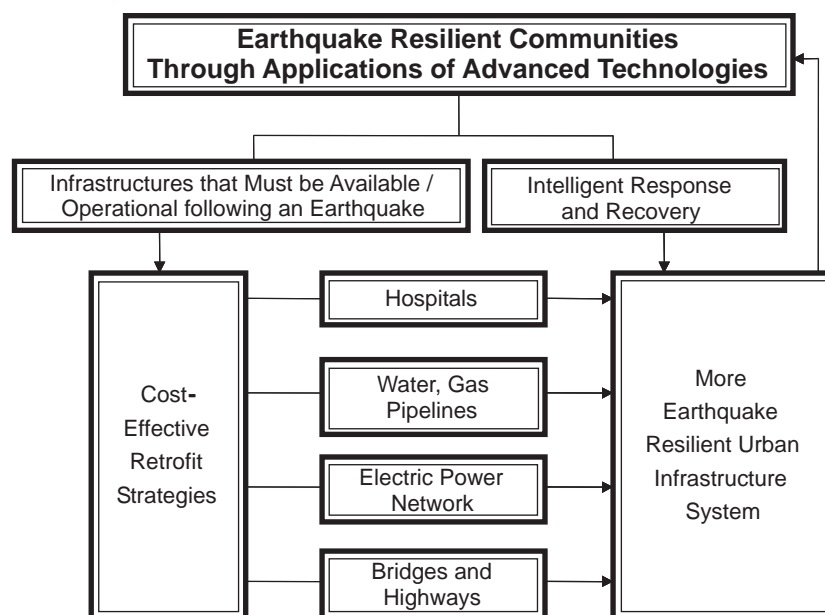 Earthquake Resilient Communities
Through Applications of Advanced Technologies
Infrastructures that Must be Available /
Operational following an Earthquake
Intelligent Response
and Recovery
Cost-
Effective
Retrofit
Strategies
Hospitals
Water, Gas
Pipelines
Electric Power
Network
Bridges and
Highways
More
Earthquake
Resilient Urban
Infrastructure
System